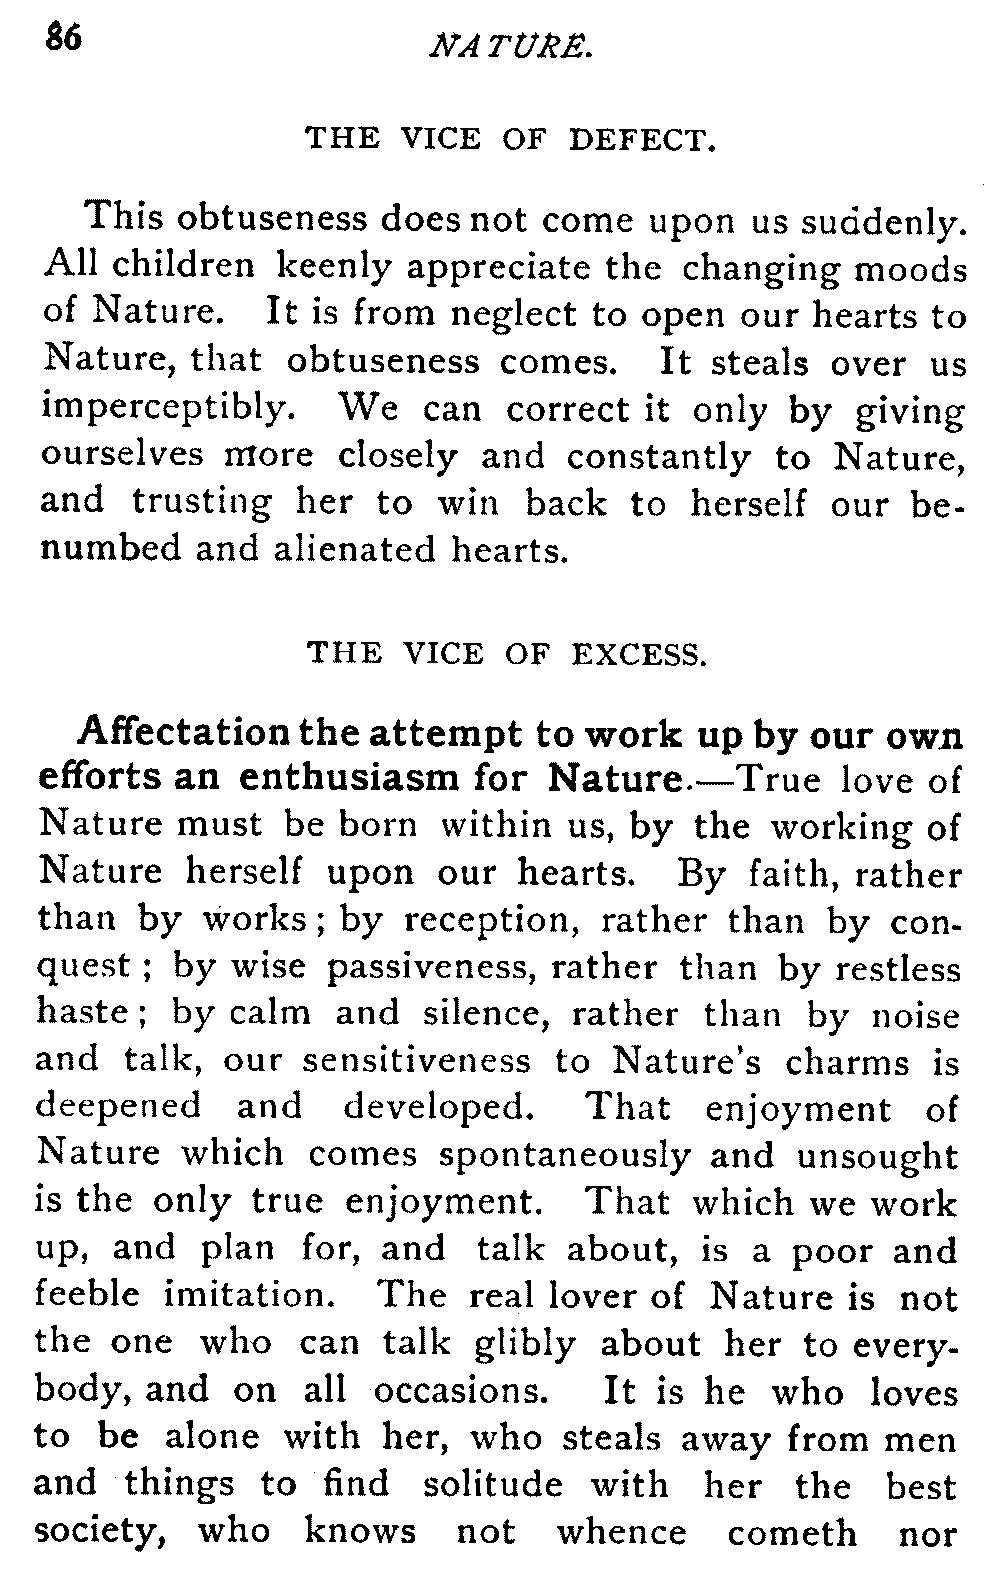 86
NATURE.
THE VICE OF DEFECT.
This obtuseness does not come upon us suddenly.
All children keenly appreciate the changing moods
of Nature. It is from neglect to open our hearts to
Nature, that obtuseness comes. It steals over us
imperceptibly. We can correct it only by giving
ourselves more closely and constantly to Nature,
and trusting her to win back to herself our be-
numbed and alienated hearts.
THE VICE OF EXCESS.
Affectation the attempt to work up by our own
efforts an enthusiasm for Nature.—True love of
Nature must be born within us, by the working of
Nature herself upon our hearts. By faith, rather
than by works; by reception, rather than by con-
quest; by wise passiveness, rather than by restless
haste; by calm and silence, rather than by noise
and talk, our sensitiveness to Nature's charms is
deepened and developed. That enjoyment of
Nature which comes spontaneously and unsought
is the only true enjoyment. That which we work
up, and plan for, and talk about, is a poor and
feeble imitation. The real lover of Nature is not
the one who can talk glibly about her to every-
body, and on all occasions. It is he who loves
to be alone with her, who steals away from men
and things to find solitude with her the best
society, who knows not whence cometh nor